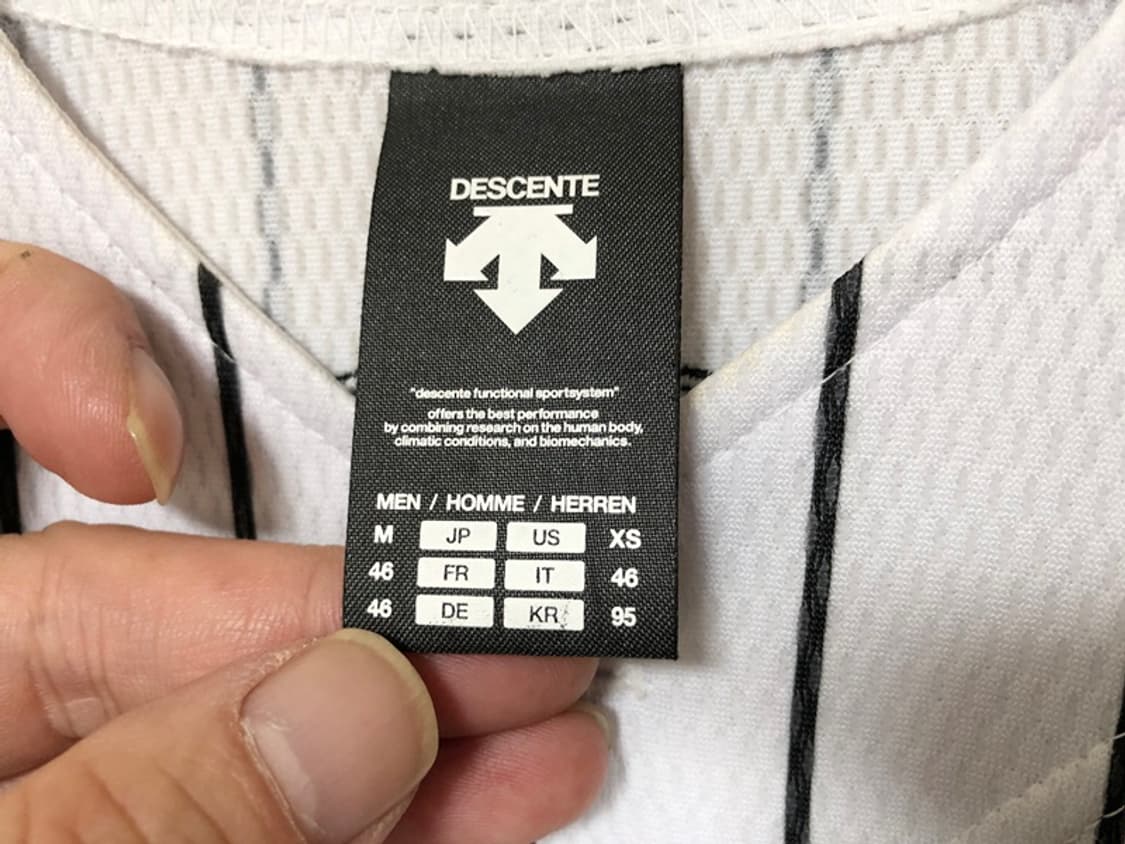 DESCENTE
"descente functional sportsystem"
offers the best performance
by combining research on the human body,
climatic conditions, and biomechanics.
MEN / HOMME / HERREN
M JP US XS
46 FR IT 46
46 DE KR 95